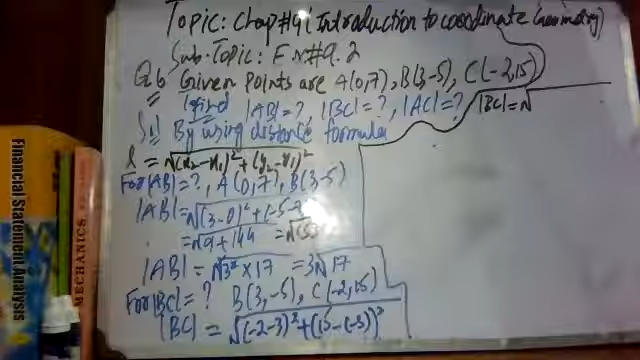 Topic: Chap#9: Introduction to coordinate Geometry
Sub-Topic: Ex#9.2
Q6 Given points are A(0,7), B(3,-5), C(-2,15)
find |AB|=?, |BC|=?, |AC|=?
Sol By using distance formula
= √(x₂-x₁)²+(y₂-y₁)²
For |AB|=?, A(0,7), B(3,-5)
|AB|=√(3-0)²+(-5-7
=√9+144 =√153
|AB|=√3²×17 =3√17
For |BC|=? B(3,-5), C(-2,15)
|BC| = √(-2-3)²+(15-(-5))²
|BC|=√
Financial Statement Analysis
MECHANICS